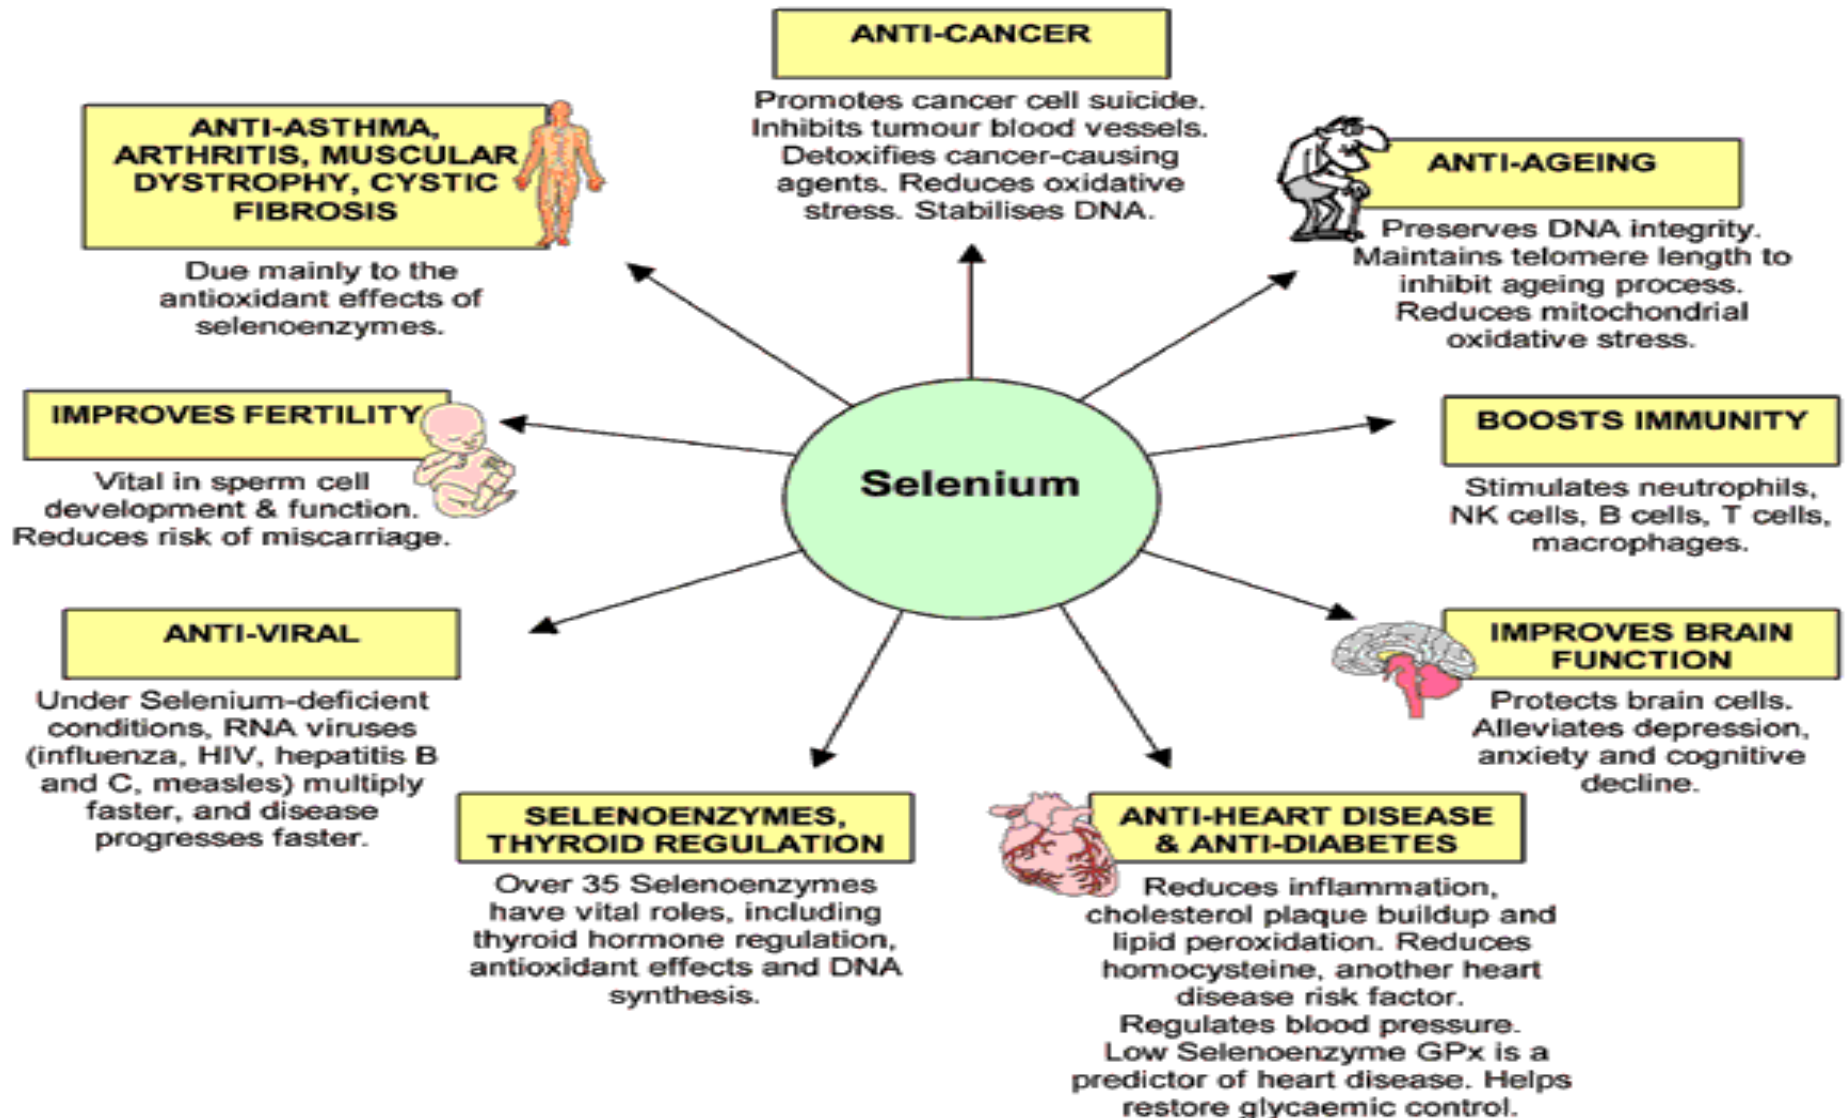 ANTI-CANCER
Promotes cancer cell suicide.
Inhibits tumour blood vessels.
Detoxifies cancer-causing
agents. Reduces oxidative
stress. Stabilises DNA.
ANTI-ASTHMA,
ARTHRITIS, MUSCULAR
DYSTROPHY, CYSTIC
FIBROSIS
Due mainly to the
antioxidant effects of
selenoenzymes.
ANTI-AGEING
Preserves DNA integrity.
Maintains telomere length to
inhibit ageing process.
Reduces mitochondrial
oxidative stress.
IMPROVES FERTILITY
Vital in sperm cell
development & function.
Reduces risk of miscarriage.
Selenium
BOOSTS IMMUNITY
Stimulates neutrophils,
NK cells, B cells, T cells,
macrophages.
ANTI-VIRAL
Under Selenium-deficient
conditions, RNA viruses
(influenza, HIV, hepatitis B
and C, measles) multiply
faster, and disease
progresses faster.
IMPROVES BRAIN
FUNCTION
Protects brain cells.
Alleviates depression,
anxiety and cognitive
decline.
SELENOENZYMES,
THYROID REGULATION
Over 35 Selenoenzymes
have vital roles, including
thyroid hormone regulation,
antioxidant effects and DNA
synthesis.
ANTI-HEART DISEASE
& ANTI-DIABETES
Reduces inflammation,
cholesterol plaque buildup and
lipid peroxidation. Reduces
homocysteine, another heart
disease risk factor.
Regulates blood pressure.
Low Selenoenzyme GPx is a
predictor of heart disease. Helps
restore glycaemic control.